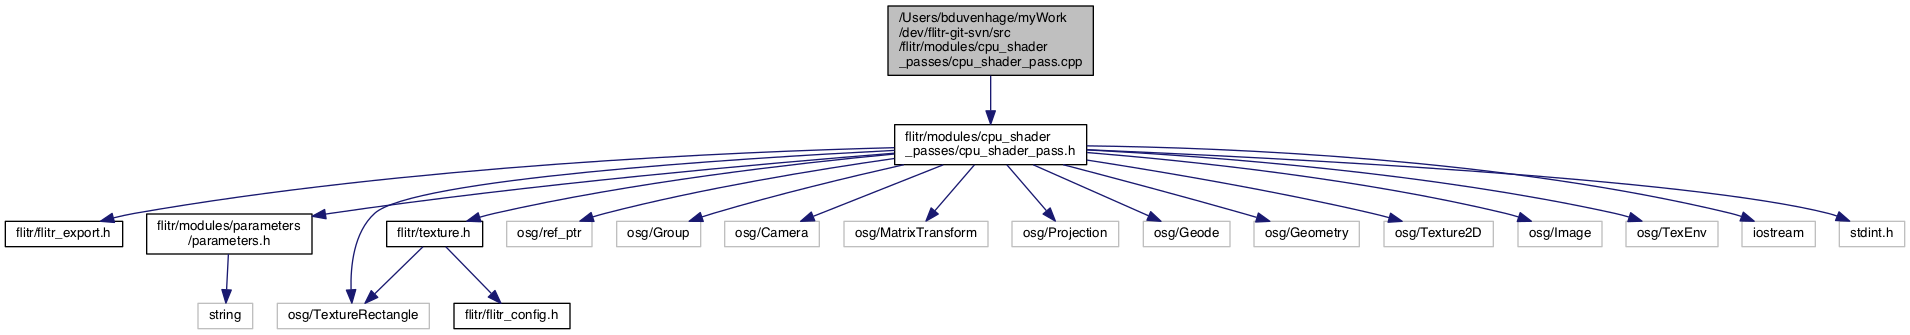 /Users/bduvenhage/myWork
/dev/flitr-git-svn/src
/flitr/modules/cpu_shader
_passes/cpu_shader_pass.cpp
flitr/modules/cpu_shader
_passes/cpu_shader_pass.h
flitr/flitr_export.h
flitr/modules/parameters
/parameters.h
flitr/texture.h
osg/ref_ptr
osg/Group
osg/Camera
osg/MatrixTransform
osg/Projection
osg/Geode
osg/Geometry
osg/Texture2D
osg/Image
osg/TexEnv
iostream
stdint.h
string
osg/TextureRectangle
flitr/flitr_config.h